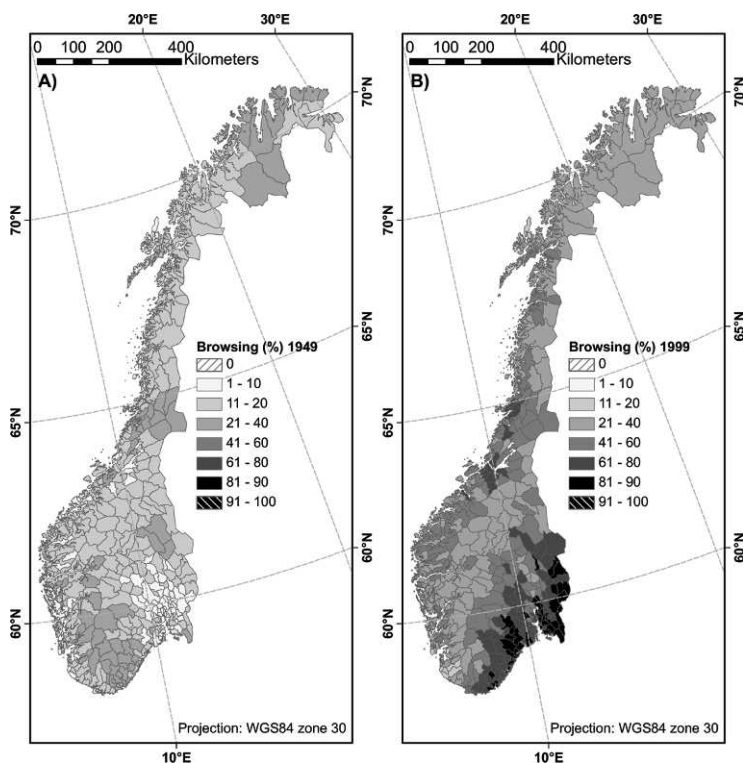 20°E
30°E
0 100 200 400
Kilometers
A)
70°N
70°N
65°N
65°N
60°N
60°N
Browsing (%) 1949
0
1 - 10
11 - 20
21 - 40
41 - 60
61 - 80
81 - 90
91 - 100
Projection: WGS84 zone 30
10°E
20°E
30°E
0 100 200 400
Kilometers
B)
70°N
70°N
65°N
65°N
60°N
60°N
Browsing (%) 1999
0
1 - 10
11 - 20
21 - 40
41 - 60
61 - 80
81 - 90
91 - 100
Projection: WGS84 zone 30
10°E